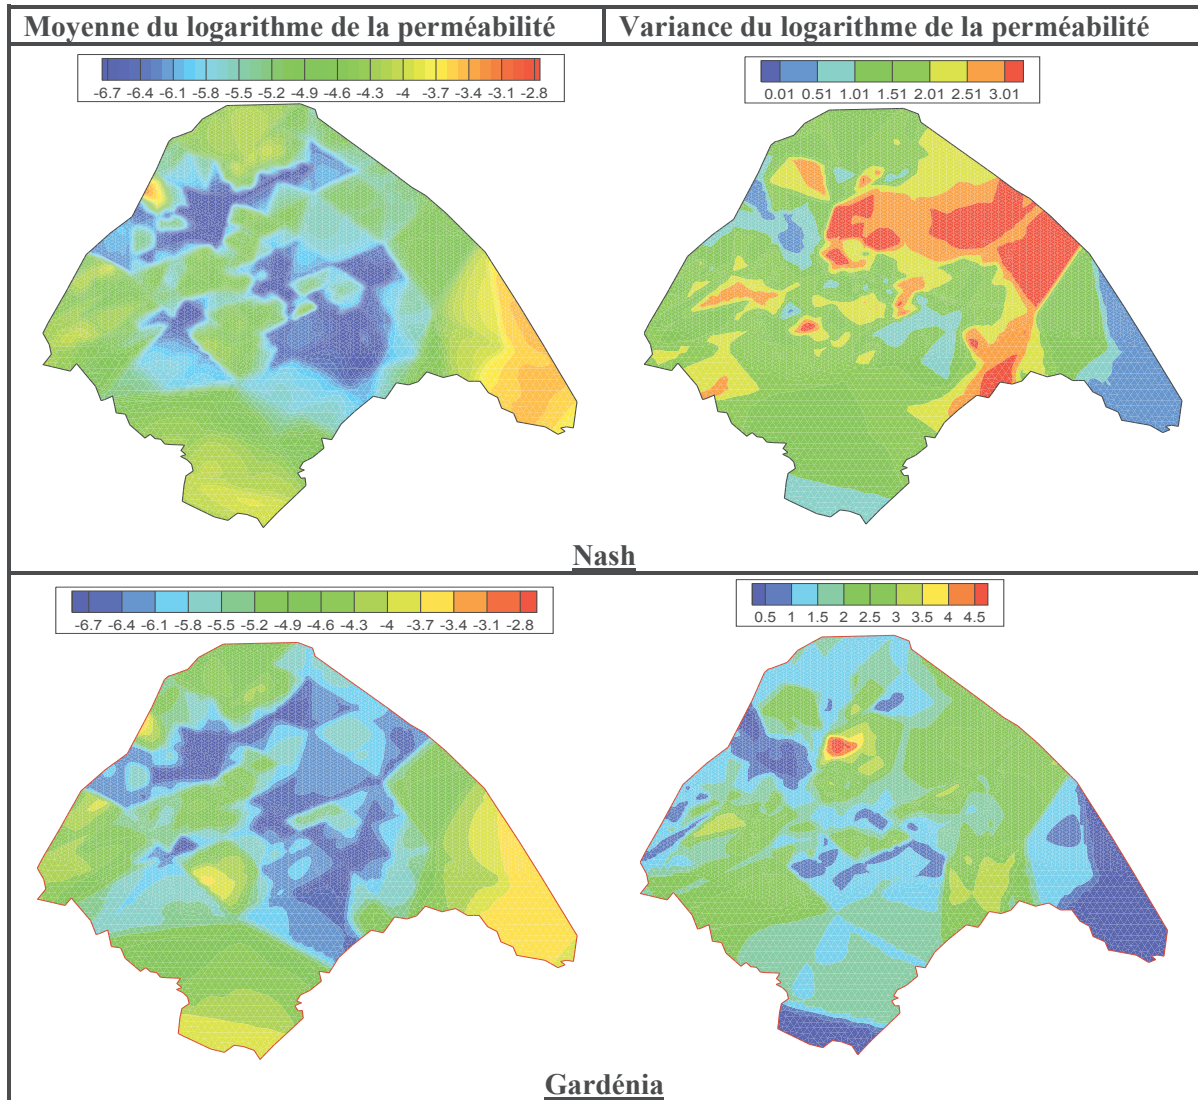 Moyenne du logarithme de la perméabilité
Variance du logarithme de la perméabilité
-6.7 -6.4 -6.1 -5.8 -5.5 -5.2 -4.9 -4.6 -4.3 -4 -3.7 -3.4 -3.1 -2.8
0.01 0.51 1.01 1.51 2.01 2.51 3.01
Nash
-6.7 -6.4 -6.1 -5.8 -5.5 -5.2 -4.9 -4.6 -4.3 -4 -3.7 -3.4 -3.1 -2.8
0.5 1 1.5 2 2.5 3 3.5 4 4.5
Gardénia